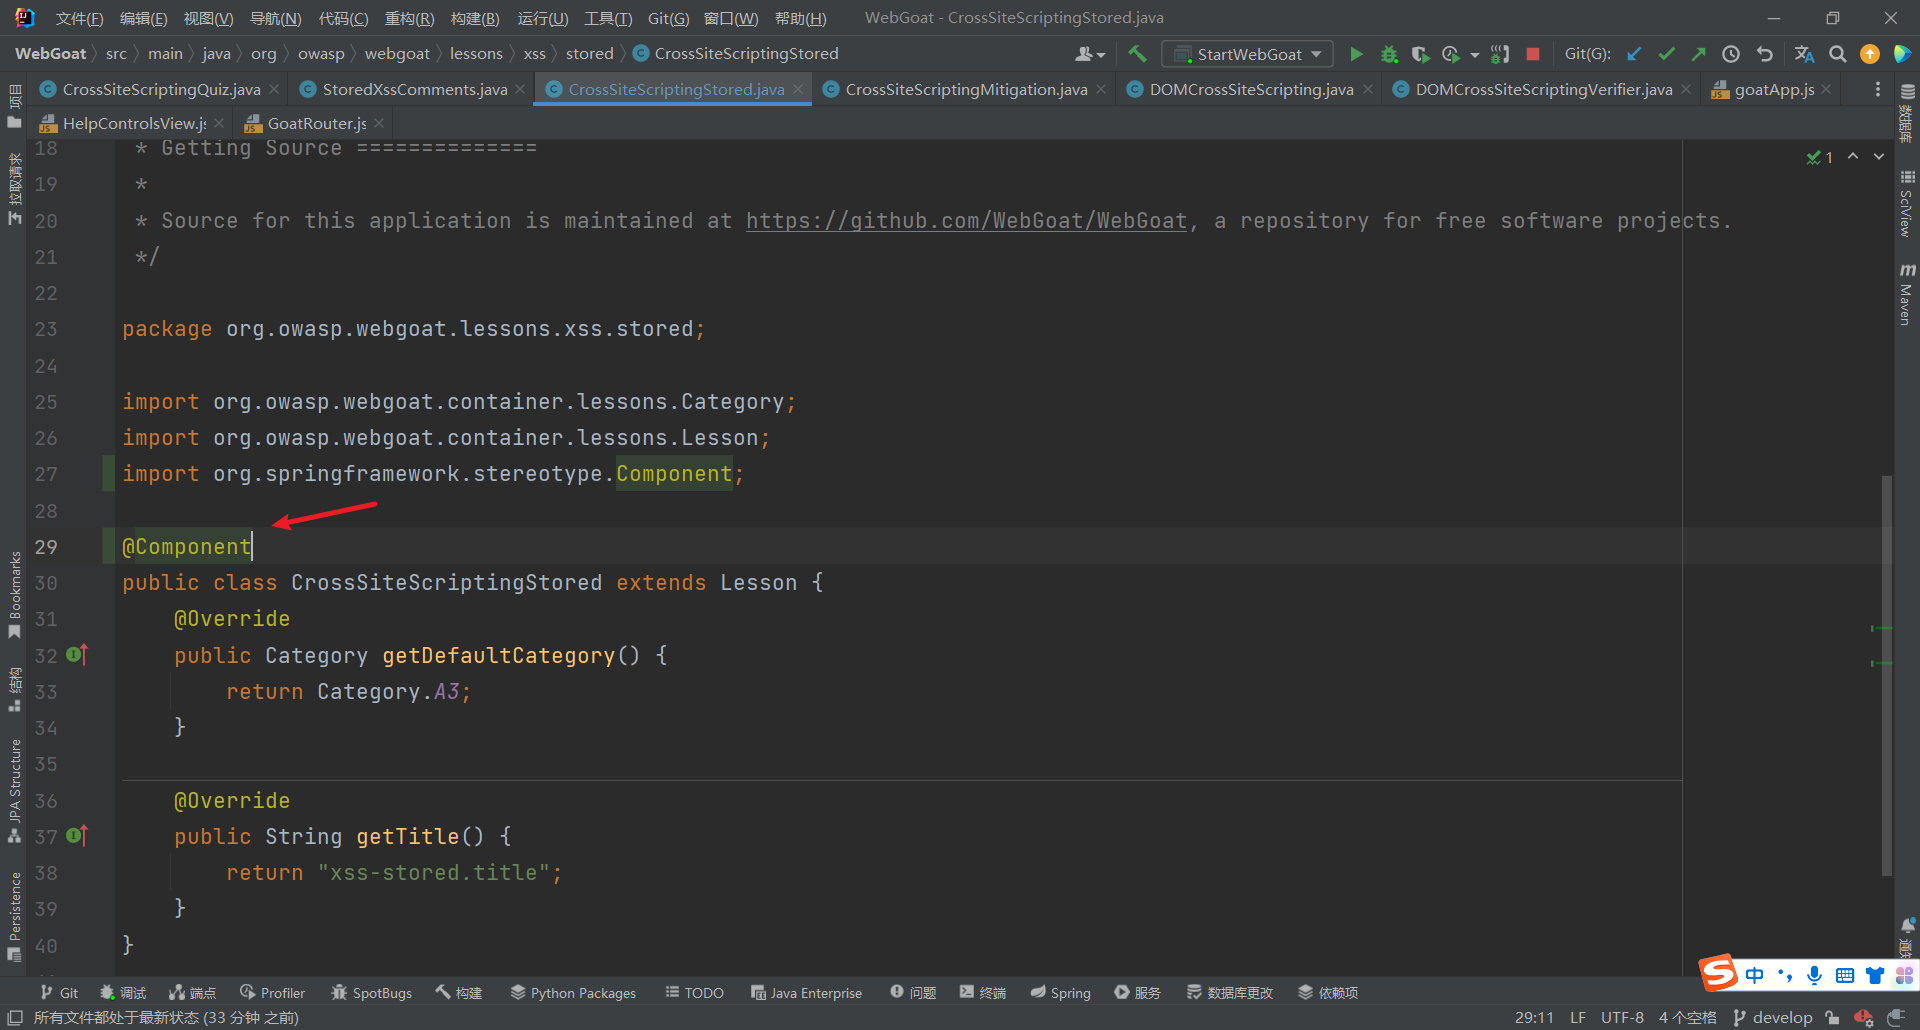 文件(F) 编辑(E) 视图(V) 导航(N) 代码(C) 重构(R) 构建(B) 运行(U) 工具(T) Git(G) 窗口(W) 帮助(H) WebGoat - CrossSiteScriptingStored.java
WebGoat src main java org owasp webgoat lessons xss stored CrossSiteScriptingStored StartWebGoat Git(G):
CrossSiteScriptingQuiz.java StoredXssComments.java CrossSiteScriptingStored.java CrossSiteScriptingMitigation.java DOMCrossSiteScripting.java DOMCrossSiteScriptingVerifier.java goatApp.js
HelpControlsView.js GoatRouter.js
项目
拉取请求
Bookmarks
结构
JPA Structure
Persistence
18 * Getting Source ==============
19 *
20 * Source for this application is maintained at https://github.com/WebGoat/WebGoat, a repository for free software projects.
21 */
22
23 package org.owasp.webgoat.lessons.xss.stored;
24
25 import org.owasp.webgoat.container.lessons.Category;
26 import org.owasp.webgoat.container.lessons.Lesson;
27 import org.springframework.stereotype.Component;
28
29 @Component
30 public class CrossSiteScriptingStored extends Lesson {
31 @Override
32 public Category getDefaultCategory() {
33 return Category.A3;
34 }
35
36 @Override
37 public String getTitle() {
38 return "xss-stored.title";
39 }
40 }
1
数据库
SciView
m Maven
中
Git 调试 端点 Profiler SpotBugs 构建 Python Packages TODO Java Enterprise 问题 终端 Spring 服务 数据库更改 依赖项
所有文件都处于最新状态 (33 分钟 之前) 29:11 LF UTF-8 4 个空格 develop